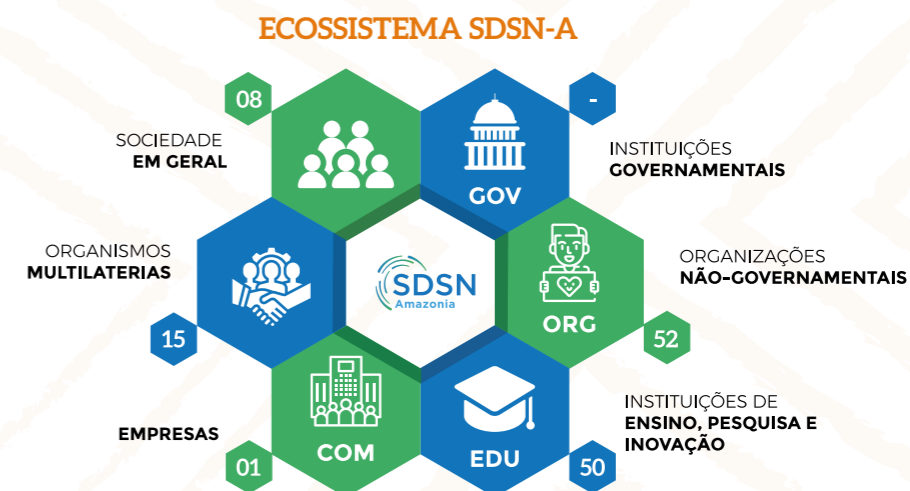 ECOSSISTEMA SDSN-A
08
-
SOCIEDADE
EM GERAL
INSTITUIÇÕES
GOVERNAMENTAIS
GOV
ORGANISMOS
MULTILATERIAS
ORGANIZAÇÕES
NÃO-GOVERNAMENTAIS
SDSN
Amazonia
ORG
15
52
EMPRESAS
INSTITUIÇÕES DE
ENSINO, PESQUISA E
INOVAÇÃO
COM
EDU
01
50